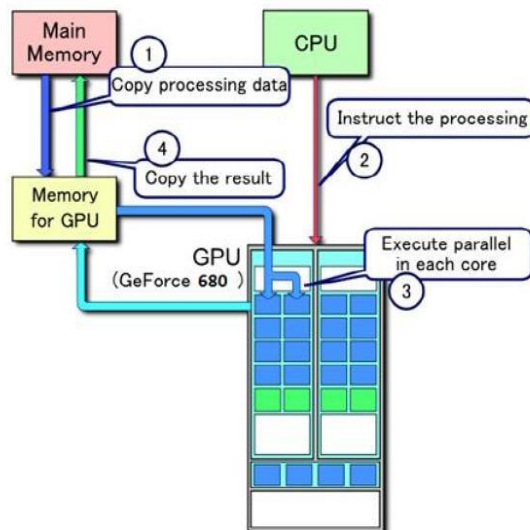 Main
Memory
CPU
1
Copy processing data
Instruct the processing
2
4
Copy the result
Memory
for GPU
GPU
(GeForce 680 )
Execute parallel
in each core
3